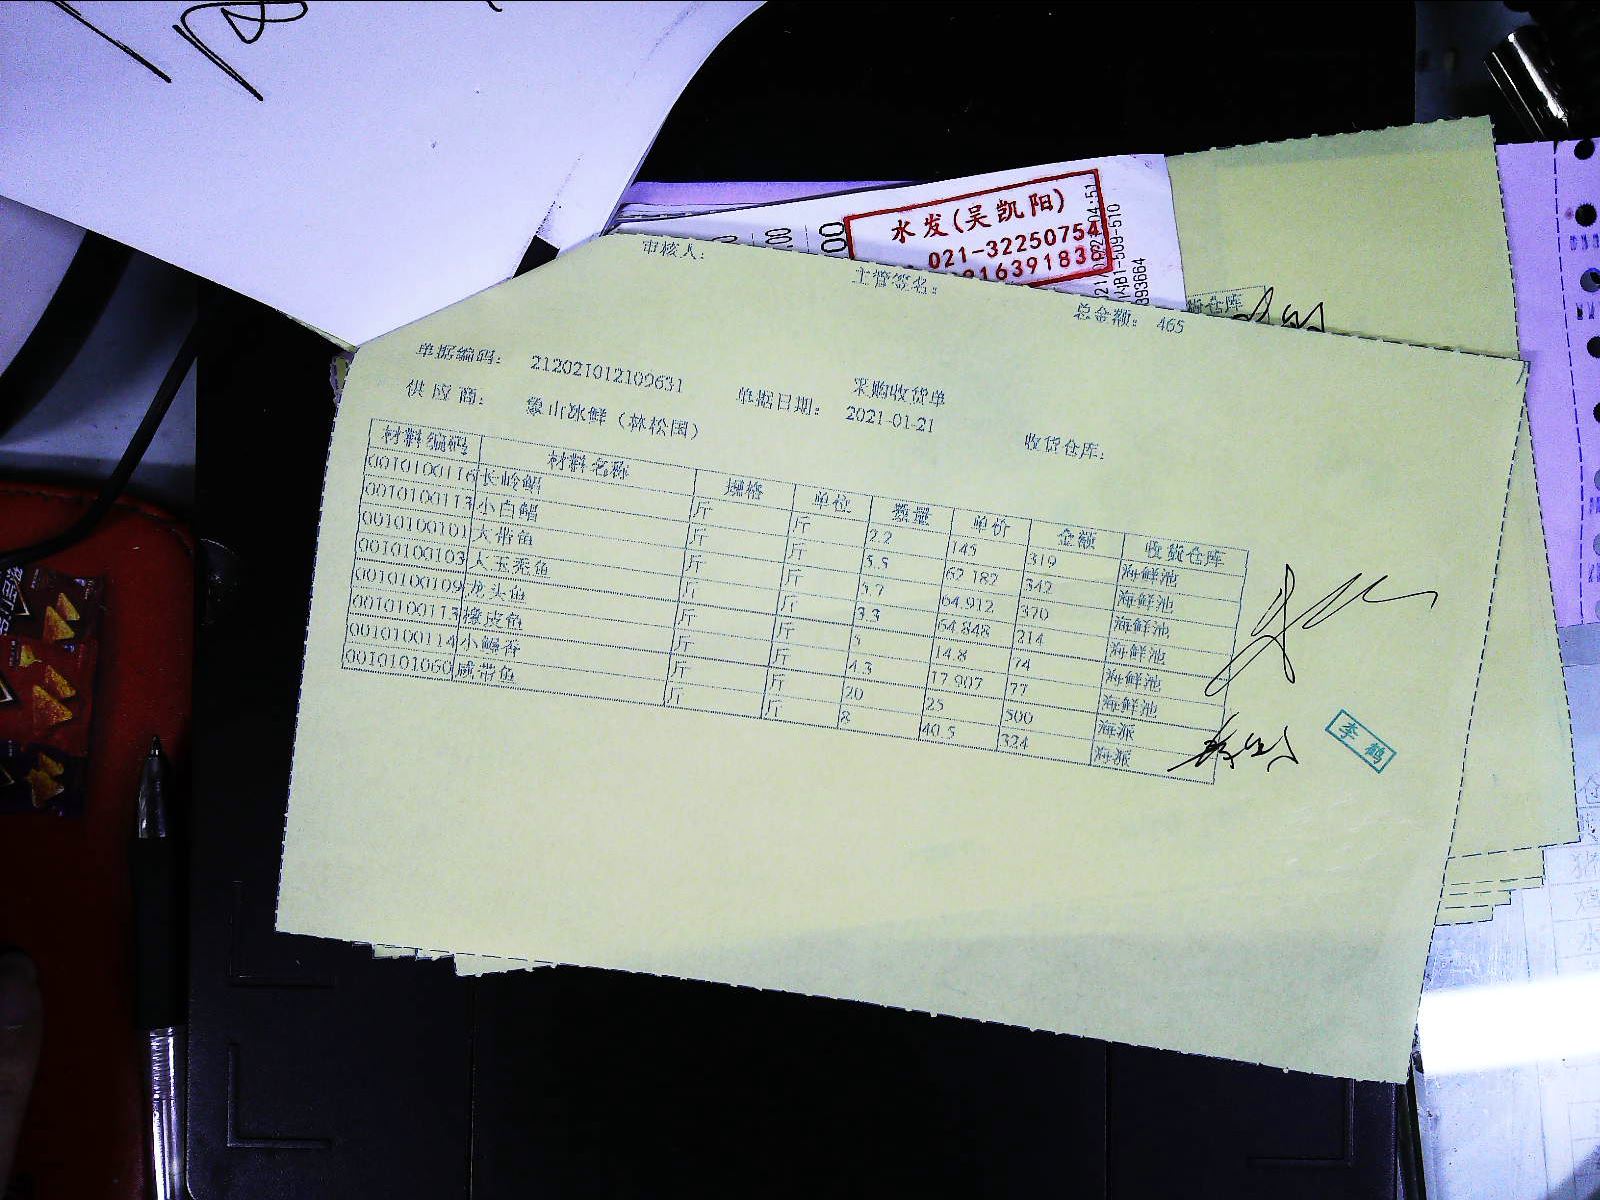 水发(吴凯阳)
021-32250754
审核人:
主管签名:
总金额: 465
单据编码: 212021012109631
采购收货单
供应商: 象山冰鲜（林松国）
单据日期: 2021-01-21
收货仓库:
材料编码 材料名称 规格 单位 数量 单价 金额 收货仓库
0010100116 长岭鲳 斤 斤 2.2 145 319 海鲜池
小白鲳 斤 斤 5.5 62.182 342 海鲜池
0010100101 大带鱼 斤 斤 5.7 64.912 370 海鲜池
0010100103 斤 斤 3.3 64.848 214 海鲜池
0010100109 龙头鱼 斤 斤 5 14.8 74 海鲜池
0010100113 橡皮鱼 斤 斤 4.3 17.907 77 海鲜池
0010100114 斤 斤 20 25 500 海派
0010101060 咸带鱼 斤 斤 8 40.5 324 海派
李鹤